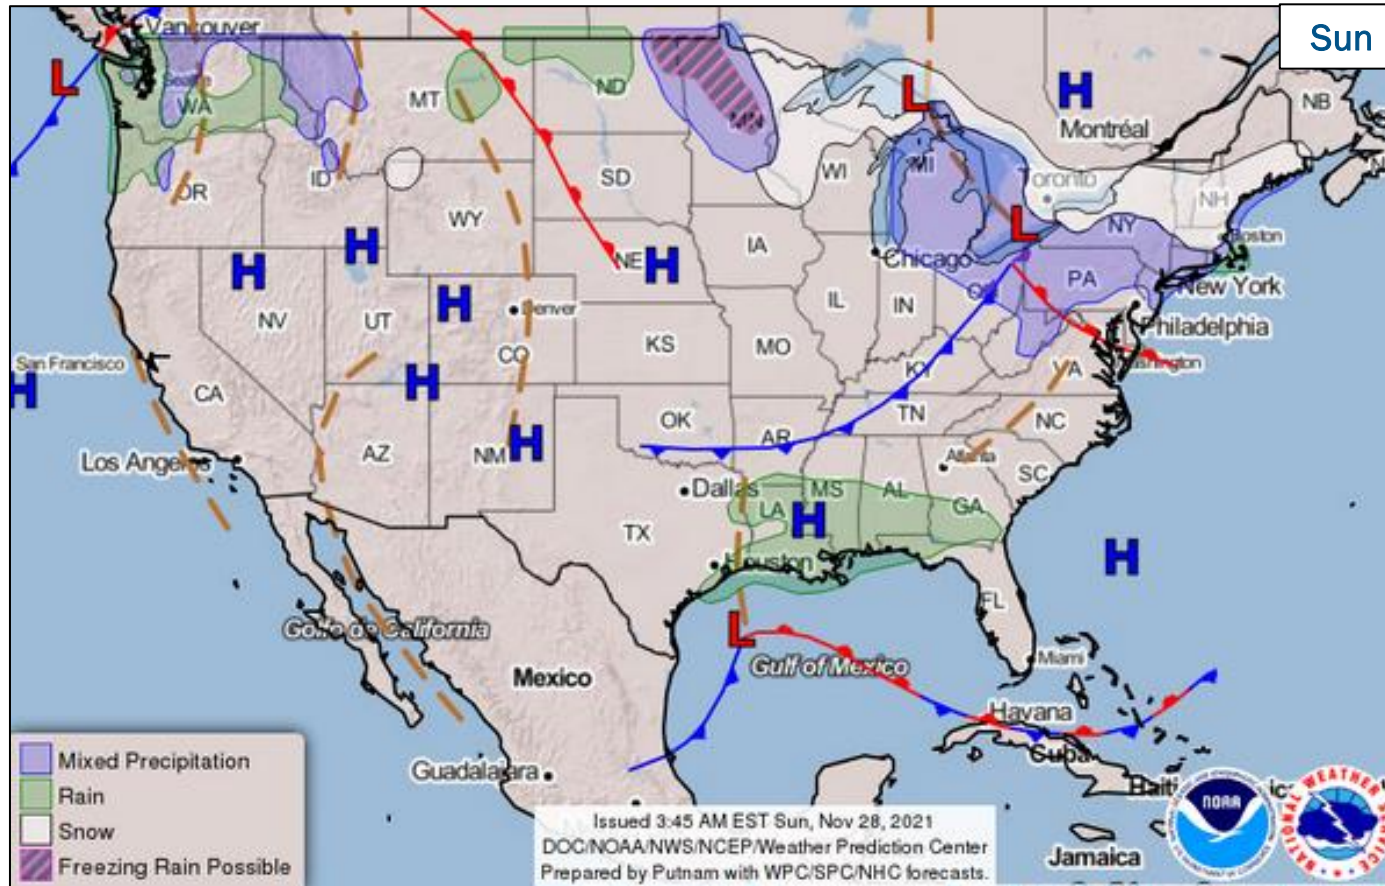 Sun
Vancouver
Seattle
WA
MT
ND
L
L
H
Montréal
NB
OR
ID
SD
WI
MI
Toronto
NH
WY
L
NY
Boston
H
H
NE
H
IA
Chicago
PA
New York
H
NV
UT
Denver
IL
IN
Philadelphia
CO
KS
MO
Washington
San Francisco
H
CA
H
KY
VA
OK
AR
TN
NC
Los Angeles
AZ
NM
H
Atlanta
SC
Dallas
LA
MS
AL
GA
H
TX
Houston
H
FL
L
Golfo de California
Gulf of Mexico
Miami
Mexico
Havana
Cuba
Guadalajara
Haiti
Jamaica
Mixed Precipitation
Rain
Snow
Freezing Rain Possible
Issued 3:45 AM EST Sun, Nov 28, 2021
DOC/NOAA/NWS/NCEP/Weather Prediction Center
Prepared by Putnam with WPC/SPC/NHC forecasts.
NOAA
NATIONAL WEATHER SERVICE